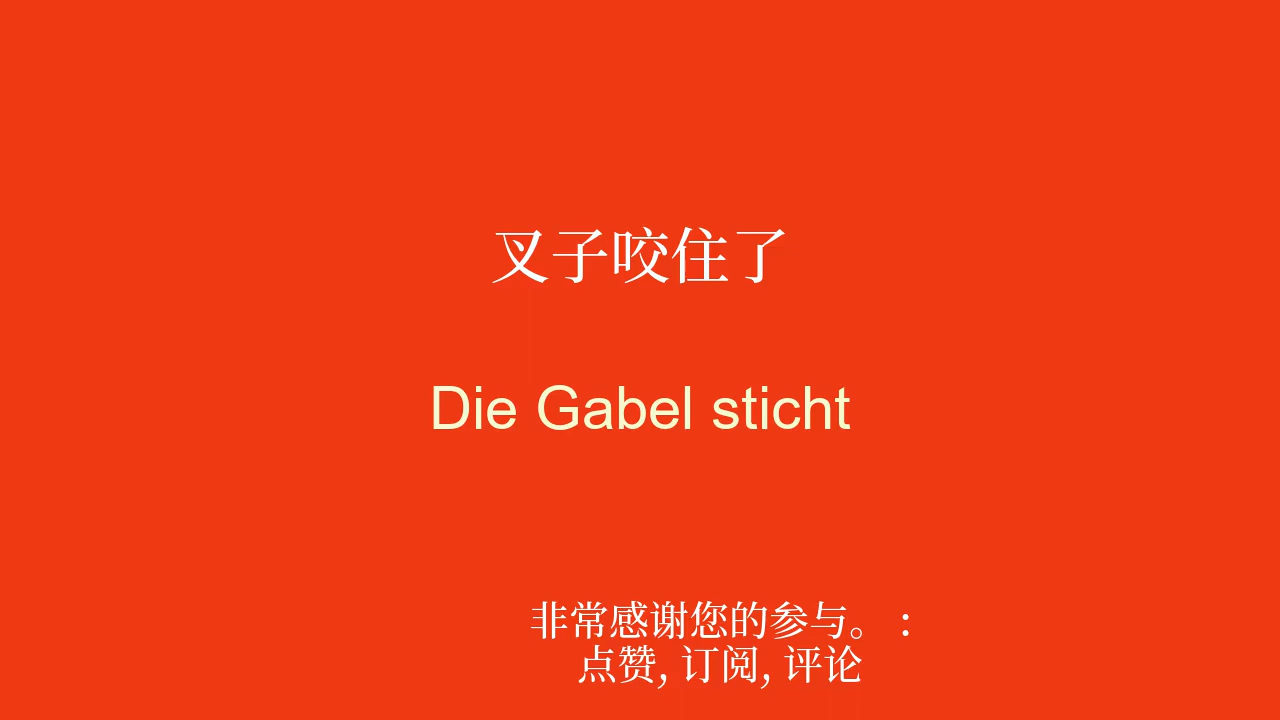 叉子咬住了
Die Gabel sticht
非常感谢您的参与。 :
点赞, 订阅, 评论